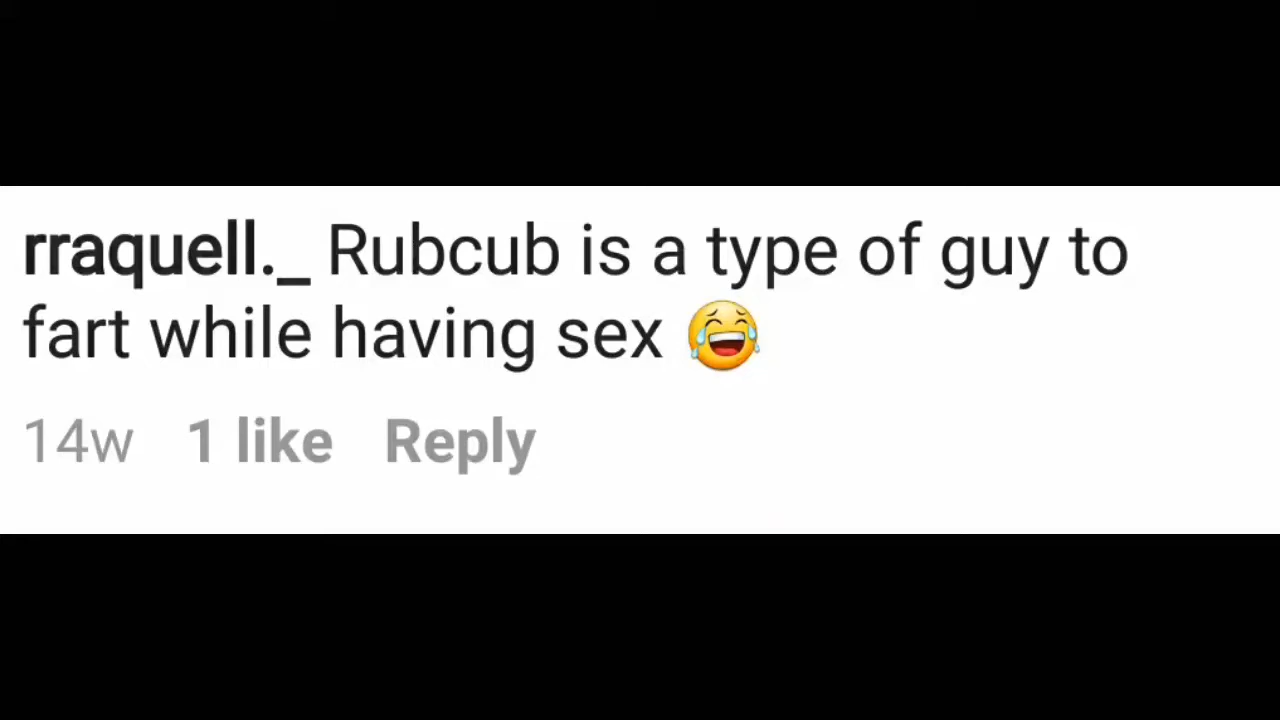 rraquell._ Rubcub is a type of guy to
fart while having sex 😂
14w 1 like Reply